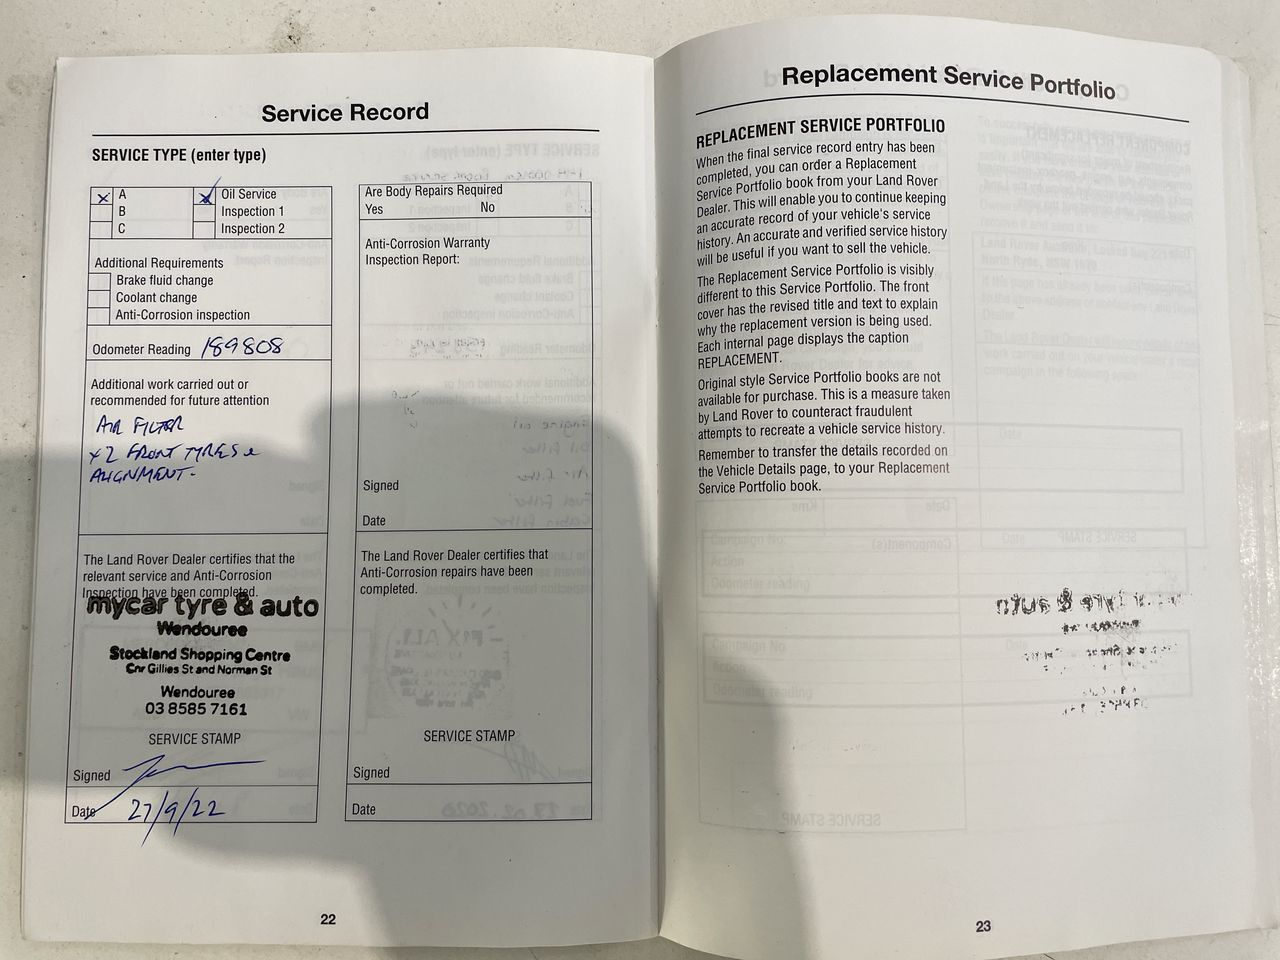 Service Record
SERVICE TYPE (enter type)
x A
Oil Service
B
Inspection 1
C
Inspection 2
Additional Requirements
Brake fluid change
Coolant change
Anti-Corrosion inspection
Odometer Reading 189808
Additional work carried out or
recommended for future attention
AIR FILTER
x2 FRONT TYRES &
ALIGNMENT-
The Land Rover Dealer certifies that the
relevant service and Anti-Corrosion
Inspection have been completed.
mycar tyre & auto
Wendouree
Stockland Shopping Centre
Cnr Gillies St and Norman St
Wendouree
03 8585 7161
SERVICE STAMP
Signed
Date 27/9/22
Are Body Repairs Required
Yes No
Anti-Corrosion Warranty
Inspection Report:
Signed
Date
The Land Rover Dealer certifies that
Anti-Corrosion repairs have been
completed.
SERVICE STAMP
Signed
Date
22
Replacement Service Portfolio
REPLACEMENT SERVICE PORTFOLIO
When the final service record entry has been
completed, you can order a Replacement
Service Portfolio book from your Land Rover
Dealer. This will enable you to continue keeping
an accurate record of your vehicle's service
history. An accurate and verified service history
will be useful if you want to sell the vehicle.
The Replacement Service Portfolio is visibly
different to this Service Portfolio. The front
cover has the revised title and text to explain
why the replacement version is being used.
Each internal page displays the caption
REPLACEMENT.
Original style Service Portfolio books are not
available for purchase. This is a measure taken
by Land Rover to counteract fraudulent
attempts to recreate a vehicle service history.
Remember to transfer the details recorded on
the Vehicle Details page, to your Replacement
Service Portfolio book.
23